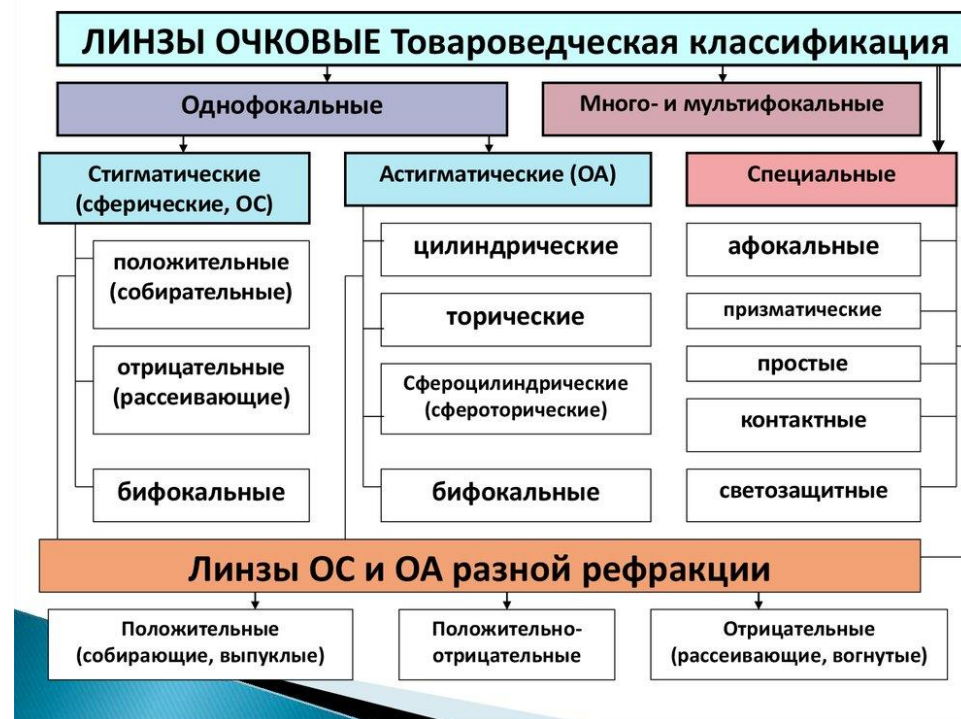 ЛИНЗЫ ОЧКОВЫЕ Товароведческая классификация
Однофокальные
Много- и мультифокальные
Стигматические
(сферические, ОС)
Астигматические (ОА)
Специальные
положительные
(собирательные)
отрицательные
(рассеивающие)
бифокальные
цилиндрические
торические
Сфероцилиндрические
(сфероторические)
бифокальные
афокальные
призматические
простые
контактные
светозащитные
Линзы ОС и ОА разной рефракции
Положительные
(собирающие, выпуклые)
Положительно-
отрицательные
Отрицательные
(рассеивающие, вогнутые)